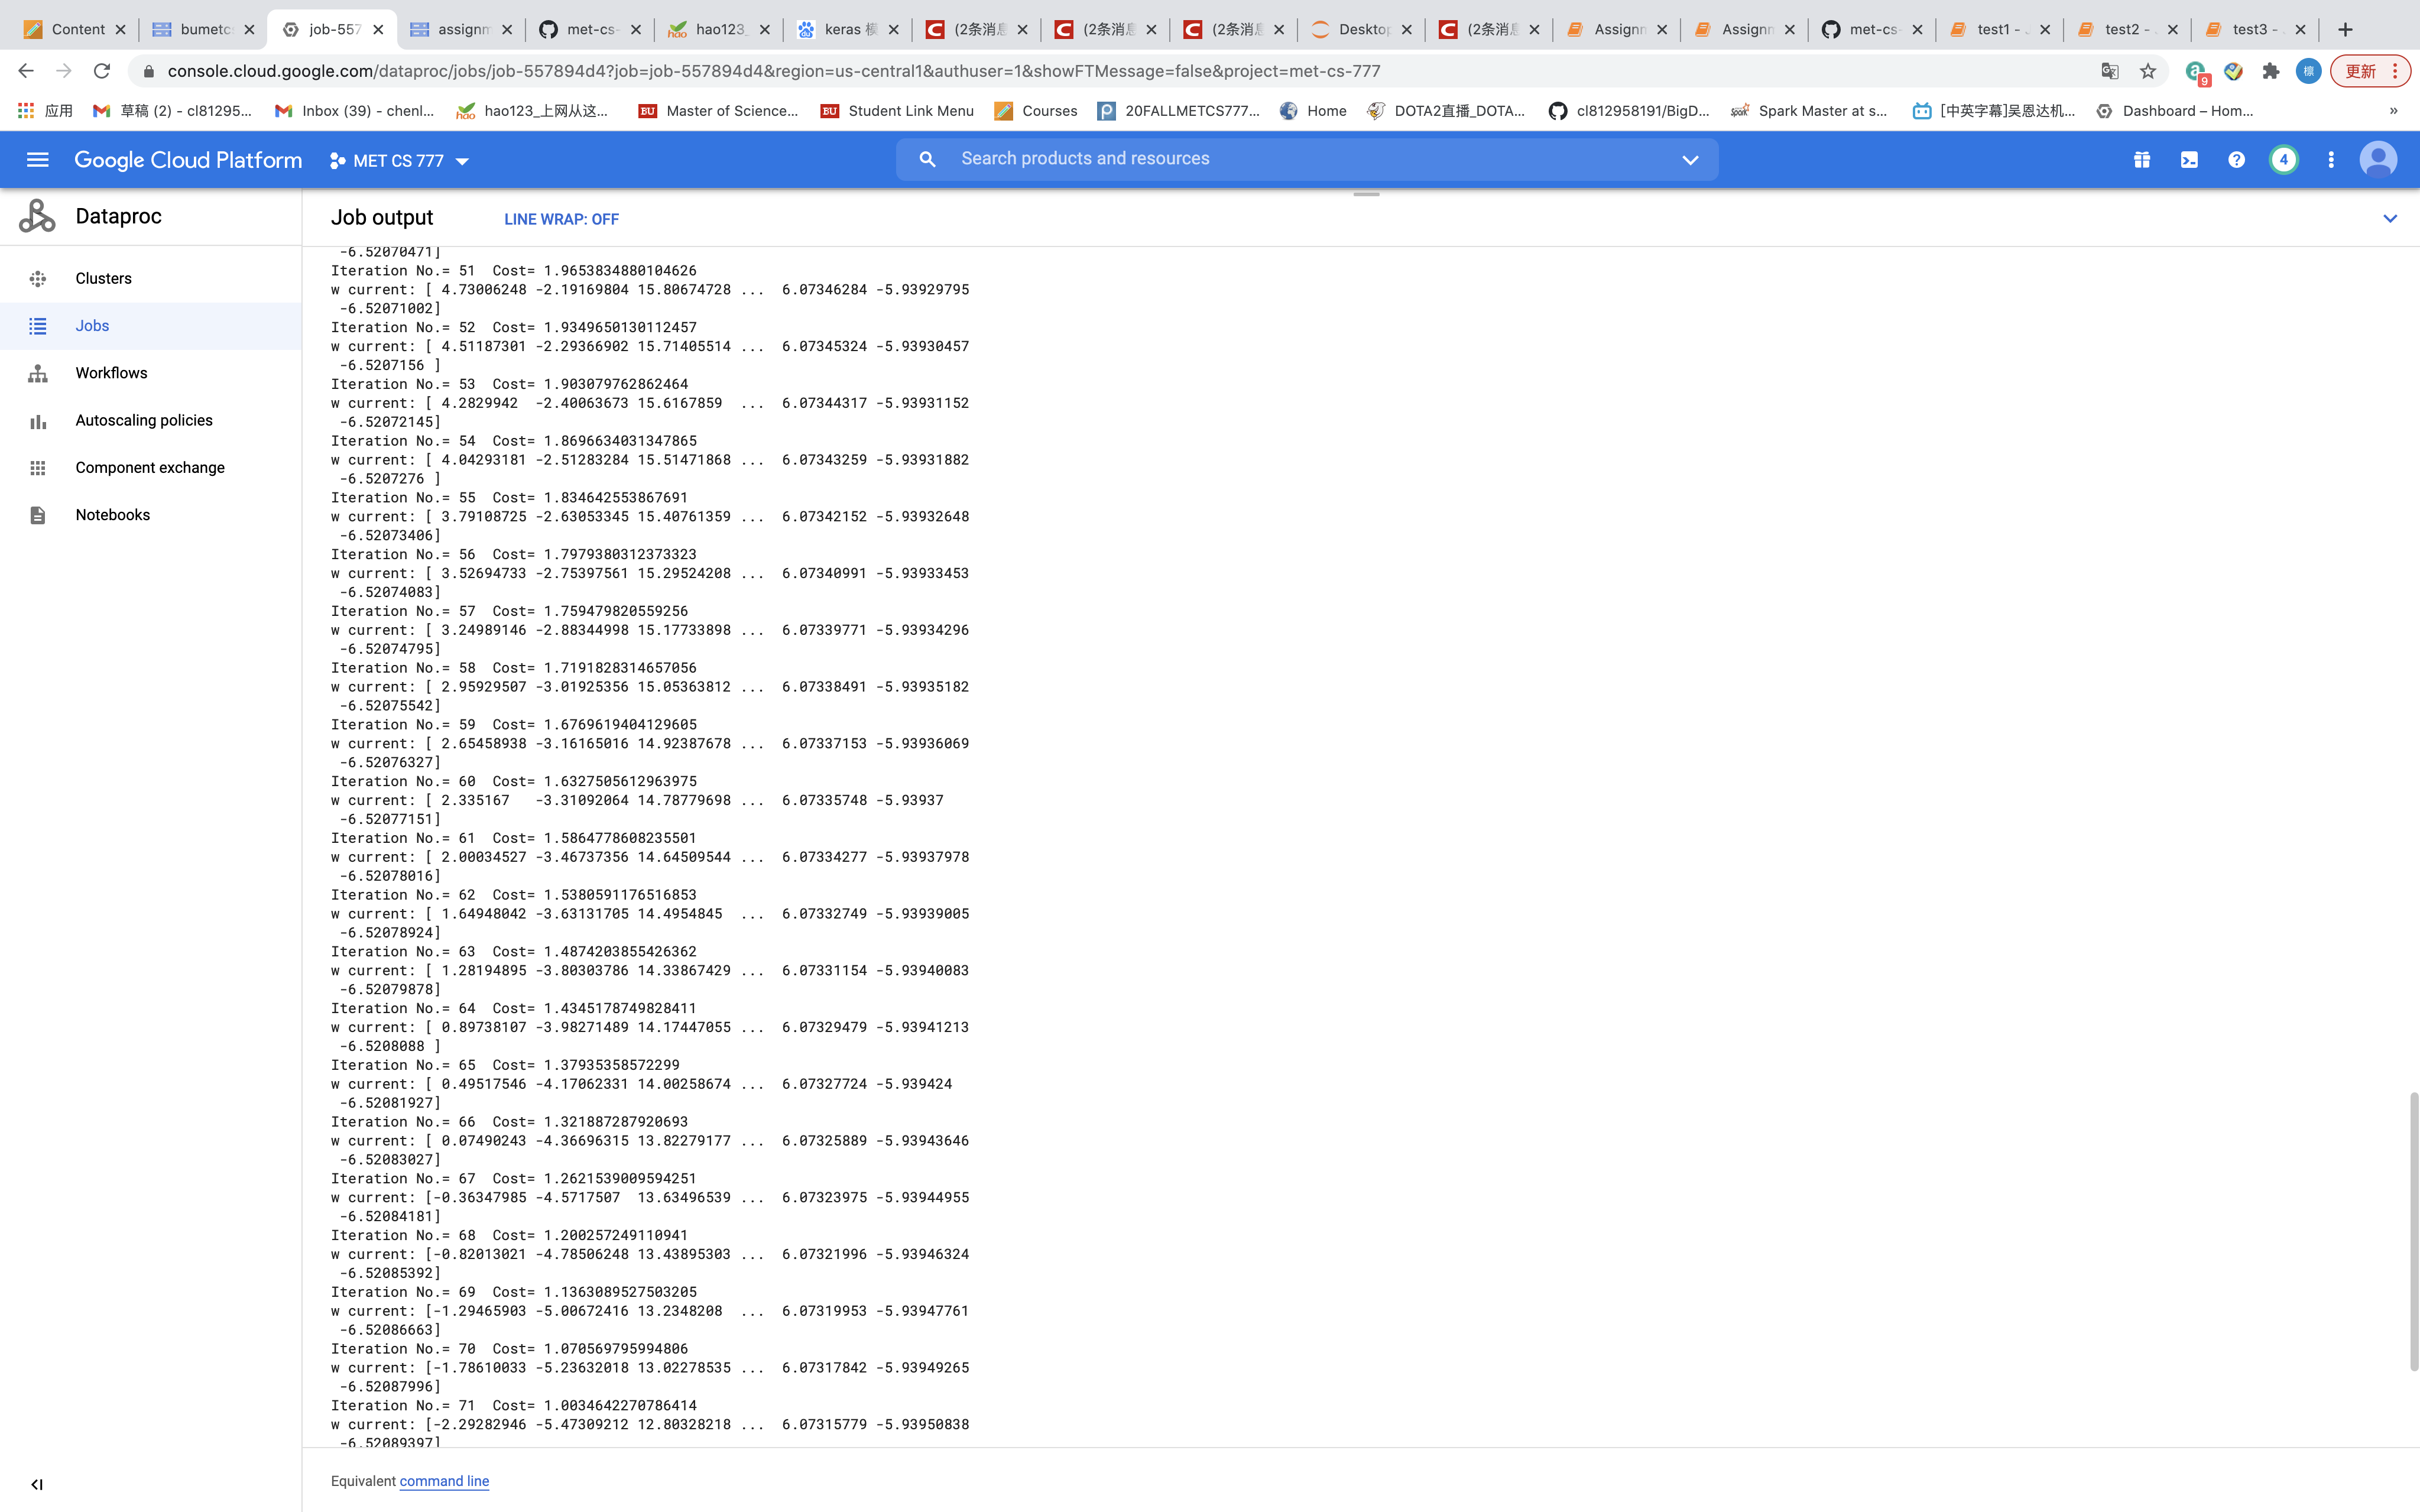 Content
bumetc
job-557
assignm
met-cs-
hao123_
keras 模
(2条消息
(2条消息
(2条消息
Desktop
(2条消息
Assignm
Assignm
met-cs-
test1 - J
test2 -
test3 -
console.cloud.google.com/dataproc/jobs/job-557894d4?job=job-557894d4&region=us-central1&authuser=1&showFTMessage=false&project=met-cs-777
9
更新
应用
草稿 (2) - cl81295...
Inbox (39) - chenl...
hao123_上网从这...
BU Master of Science...
BU Student Link Menu
Courses
20FALLMETCS777...
Home
DOTA2直播_DOTA...
cl812958191/BigD...
Spark Master at s...
[中英字幕]吴恩达机...
Dashboard – Hom...
»
Google Cloud Platform
MET CS 777
Search products and resources
4
Dataproc
Clusters
Jobs
Workflows
Autoscaling policies
Component exchange
Notebooks
Job output
LINE WRAP: OFF
-6.52070471]
Iteration No.= 51  Cost= 1.9653834880104626
w current: [ 4.73006248 -2.19169804 15.80674728 ...  6.07346284 -5.93929795
-6.52071002]
Iteration No.= 52  Cost= 1.9349650130112457
w current: [ 4.51187301 -2.29366902 15.71405514 ...  6.07345324 -5.93930457
-6.5207156 ]
Iteration No.= 53  Cost= 1.903079762862464
w current: [ 4.2829942  -2.40063673 15.6167859  ...  6.07344317 -5.93931152
-6.52072145]
Iteration No.= 54  Cost= 1.8696634031347865
w current: [ 4.04293181 -2.51283284 15.51471868 ...  6.07343259 -5.93931882
-6.5207276 ]
Iteration No.= 55  Cost= 1.834642553867691
w current: [ 3.79108725 -2.63053345 15.40761359 ...  6.07342152 -5.93932648
-6.52073406]
Iteration No.= 56  Cost= 1.7979380312373323
w current: [ 3.52694733 -2.75397561 15.29524208 ...  6.07340991 -5.93933453
-6.52074083]
Iteration No.= 57  Cost= 1.759479820559256
w current: [ 3.24989146 -2.88344998 15.17733898 ...  6.07339771 -5.93934296
-6.52074795]
Iteration No.= 58  Cost= 1.7191828314657056
w current: [ 2.95929507 -3.01925356 15.05363812 ...  6.07338491 -5.93935182
-6.52075542]
Iteration No.= 59  Cost= 1.6769619404129605
w current: [ 2.65458938 -3.16165016 14.92387678 ...  6.07337153 -5.93936069
-6.52076327]
Iteration No.= 60  Cost= 1.6327505612963975
w current: [ 2.335167   -3.31092064 14.78779698 ...  6.07335748 -5.93937
-6.52077151]
Iteration No.= 61  Cost= 1.5864778608235501
w current: [ 2.00034527 -3.46737356 14.64509544 ...  6.07334277 -5.93937978
-6.52078016]
Iteration No.= 62  Cost= 1.5380591176516853
w current: [ 1.64948042 -3.63131705 14.4954845  ...  6.07332749 -5.93939005
-6.52078924]
Iteration No.= 63  Cost= 1.4874203855426362
w current: [ 1.28194895 -3.80303786 14.33867429 ...  6.07331154 -5.93940083
-6.52079878]
Iteration No.= 64  Cost= 1.4345178749828411
w current: [ 0.89738107 -3.98271489 14.17447055 ...  6.07329479 -5.93941213
-6.5208088 ]
Iteration No.= 65  Cost= 1.37935358572299
w current: [ 0.49517546 -4.17062331 14.00258674 ...  6.07327724 -5.939424
-6.52081927]
Iteration No.= 66  Cost= 1.321887287920693
w current: [ 0.07490243 -4.36696315 13.82279177 ...  6.07325889 -5.93943646
-6.52083027]
Iteration No.= 67  Cost= 1.2621539009594251
w current: [-0.36347985 -4.5717507  13.63496539 ...  6.07323975 -5.93944955
-6.52084181]
Iteration No.= 68  Cost= 1.200257249110941
w current: [-0.82013021 -4.78506248 13.43895303 ...  6.07321996 -5.93946324
-6.52085392]
Iteration No.= 69  Cost= 1.1363089527503205
w current: [-1.29465903 -5.00672416 13.2348208  ...  6.07319953 -5.93947761
-6.52086663]
Iteration No.= 70  Cost= 1.070569795994806
w current: [-1.78610033 -5.23632018 13.02278535 ...  6.07317842 -5.93949265
-6.52087996]
Iteration No.= 71  Cost= 1.0034642270786414
w current: [-2.29282946 -5.47309212 12.80328218 ...  6.07315779 -5.93950838
-6.52089397]
Equivalent command line